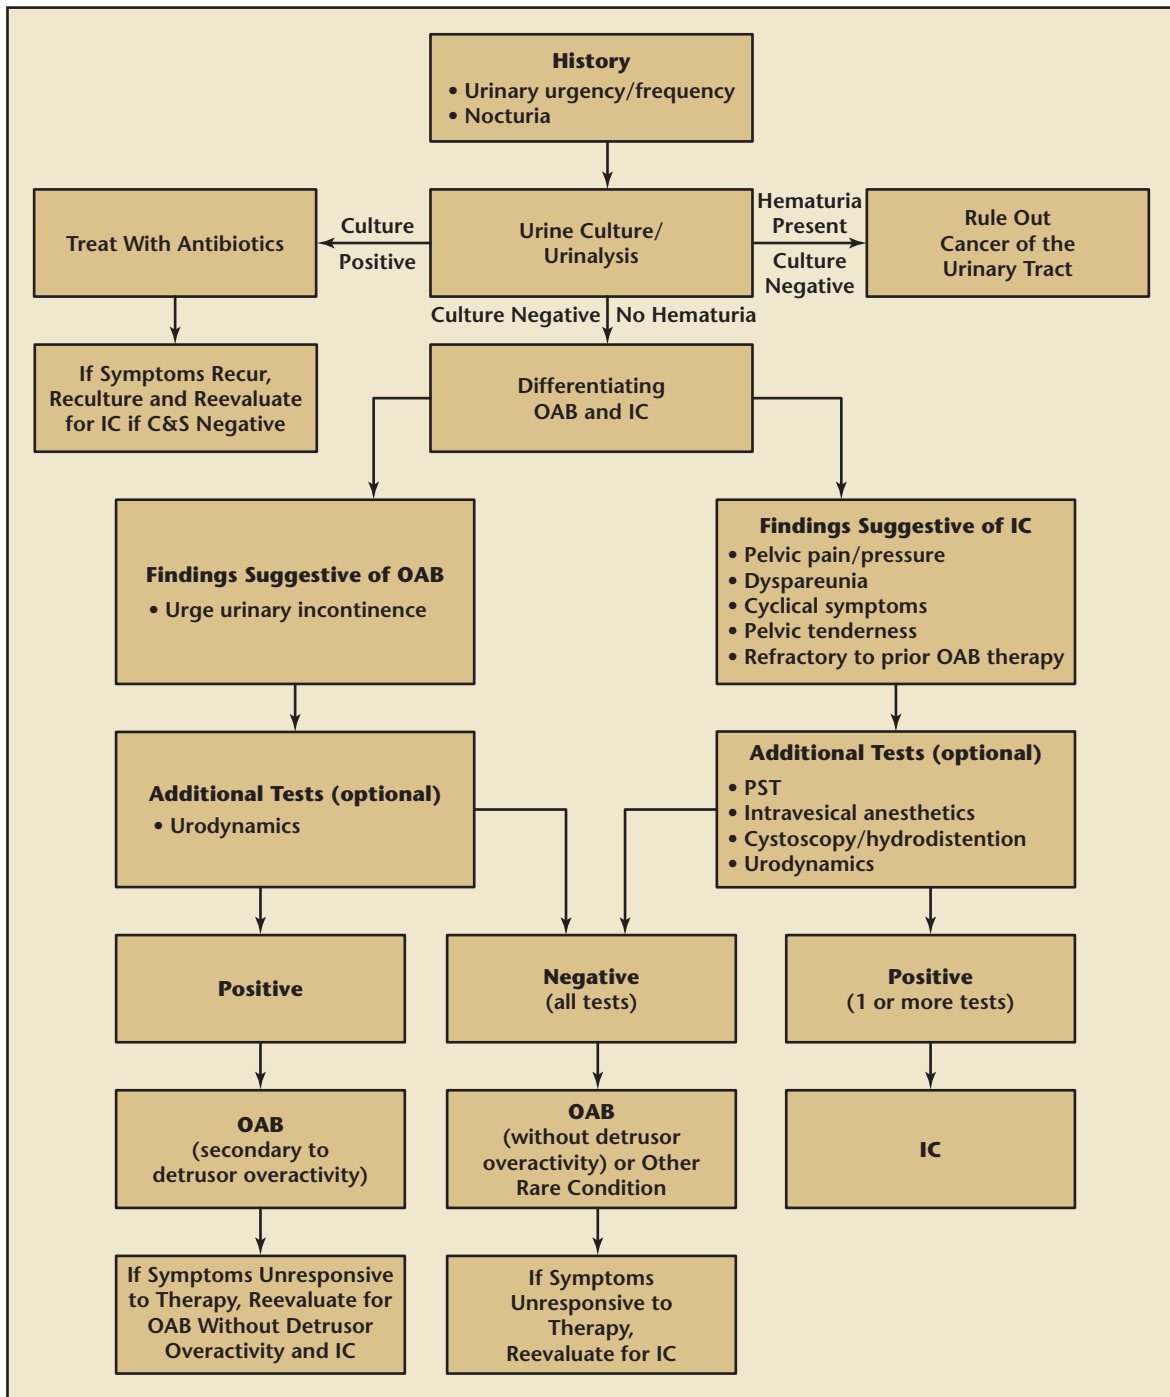 History
• Urinary urgency/frequency
• Nocturia
Treat With Antibiotics
Culture
Positive
Urine Culture/
Urinalysis
Hematuria
Present
Culture
Negative
Rule Out
Cancer of the
Urinary Tract
Culture Negative
No Hematuria
If Symptoms Recur,
Reculture and Reevaluate
for IC if C&S Negative
Differentiating
OAB and IC
Findings Suggestive of OAB
• Urge urinary incontinence
Findings Suggestive of IC
• Pelvic pain/pressure
• Dyspareunia
• Cyclical symptoms
• Pelvic tenderness
• Refractory to prior OAB therapy
Additional Tests (optional)
• Urodynamics
Additional Tests (optional)
• PST
• Intravesical anesthetics
• Cystoscopy/hydrodistention
• Urodynamics
Positive
Negative
(all tests)
Positive
(1 or more tests)
OAB
(secondary to
detrusor overactivity)
OAB
(without detrusor
overactivity) or Other
Rare Condition
IC
If Symptoms Unresponsive
to Therapy, Reevaluate for
OAB Without Detrusor
Overactivity and IC
If Symptoms
Unresponsive to
Therapy,
Reevaluate for IC